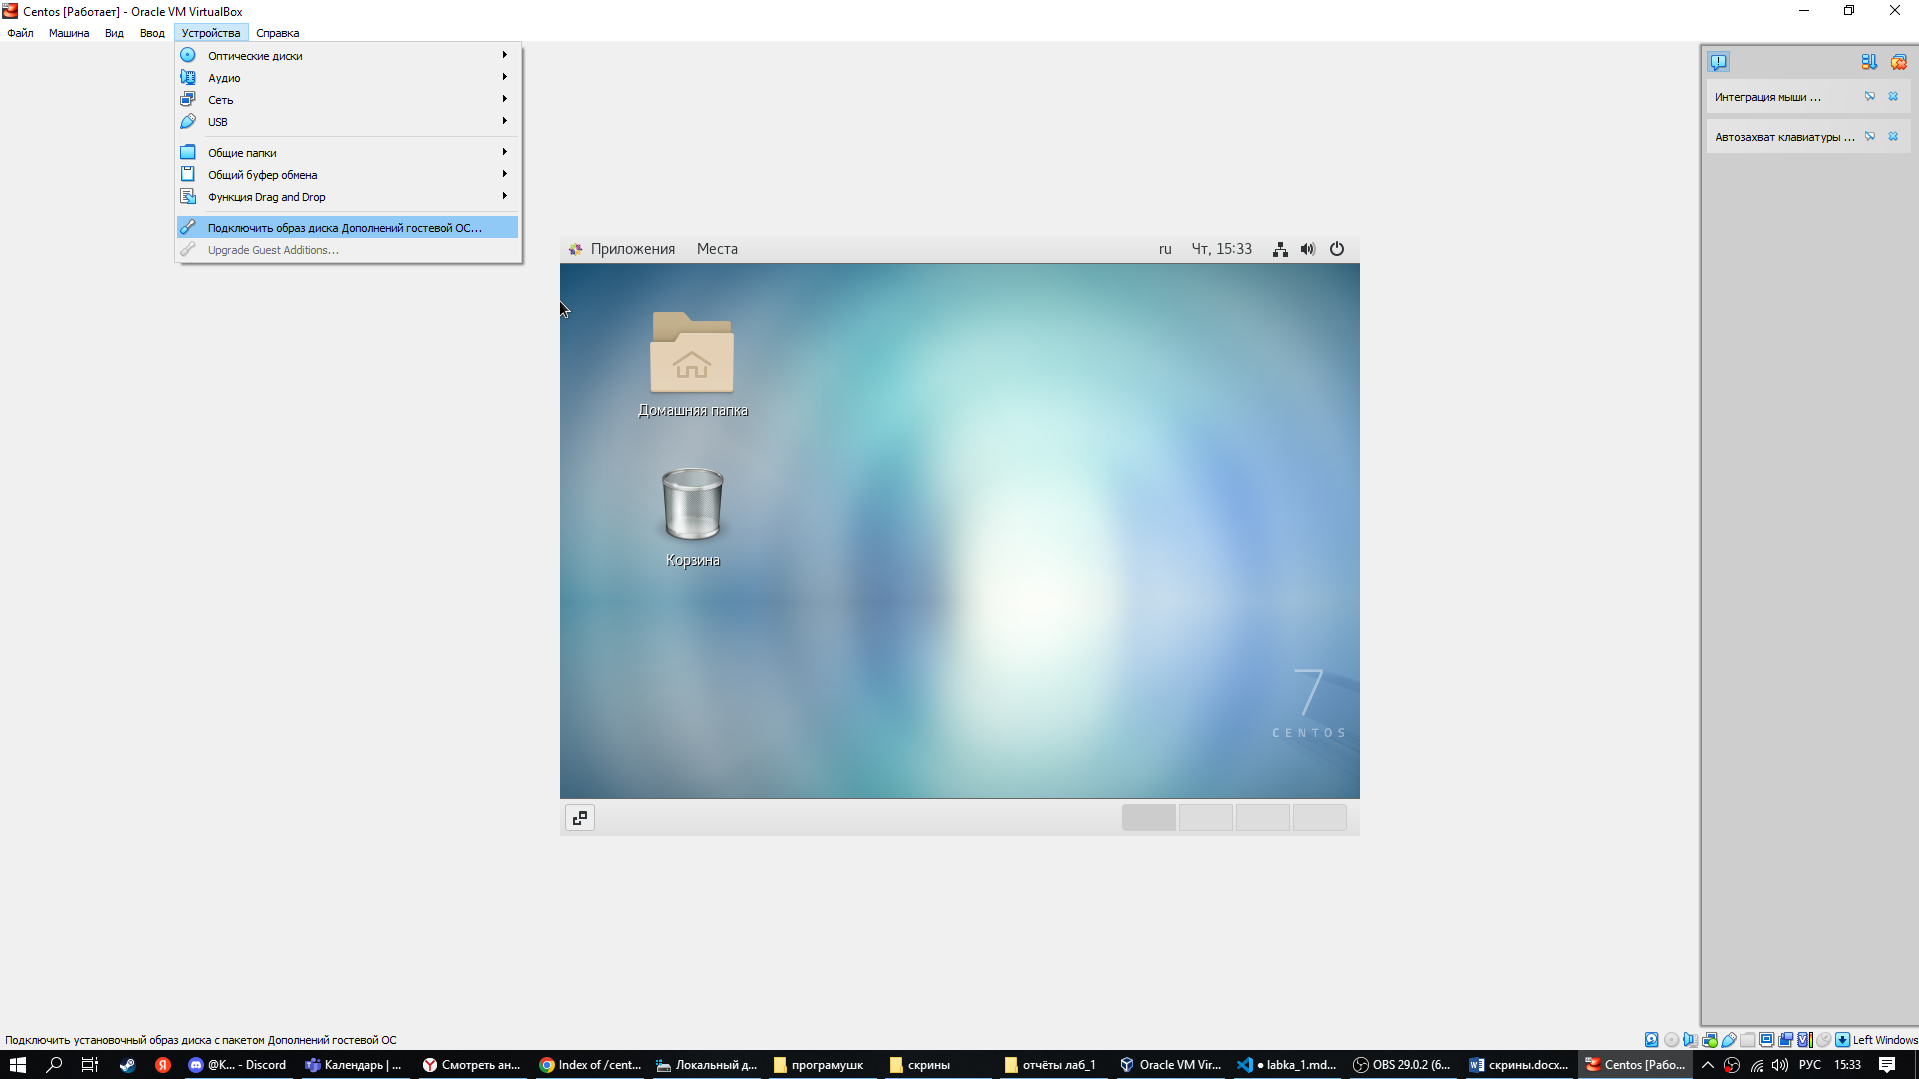 Centos [Работает] - Oracle VM VirtualBox
Файл Машина Вид Ввод Устройства Справка
Оптические диски
Аудио
Сеть
USB
Общие папки
Общий буфер обмена
Функция Drag and Drop
Подключить образ диска Дополнений гостевой ОС...
Upgrade Guest Additions...
Интеграция мыши ...
Автозахват клавиатуры ...
Приложения Места ru Чт, 15:33
Домашняя папка
Корзина
7
CENTOS
Подключить установочный образ диска с пакетом Дополнений гостевой ОС
Left Windows
@К... - Discord Календарь | ... Смотреть ан... Index of /cent... Локальный д... програмушк скрины отчёты лаб_1 Oracle VM Vir... ● labka_1.md... OBS 29.0.2 (6... скрины.docx... Centos [Рабо... РУС 15:33